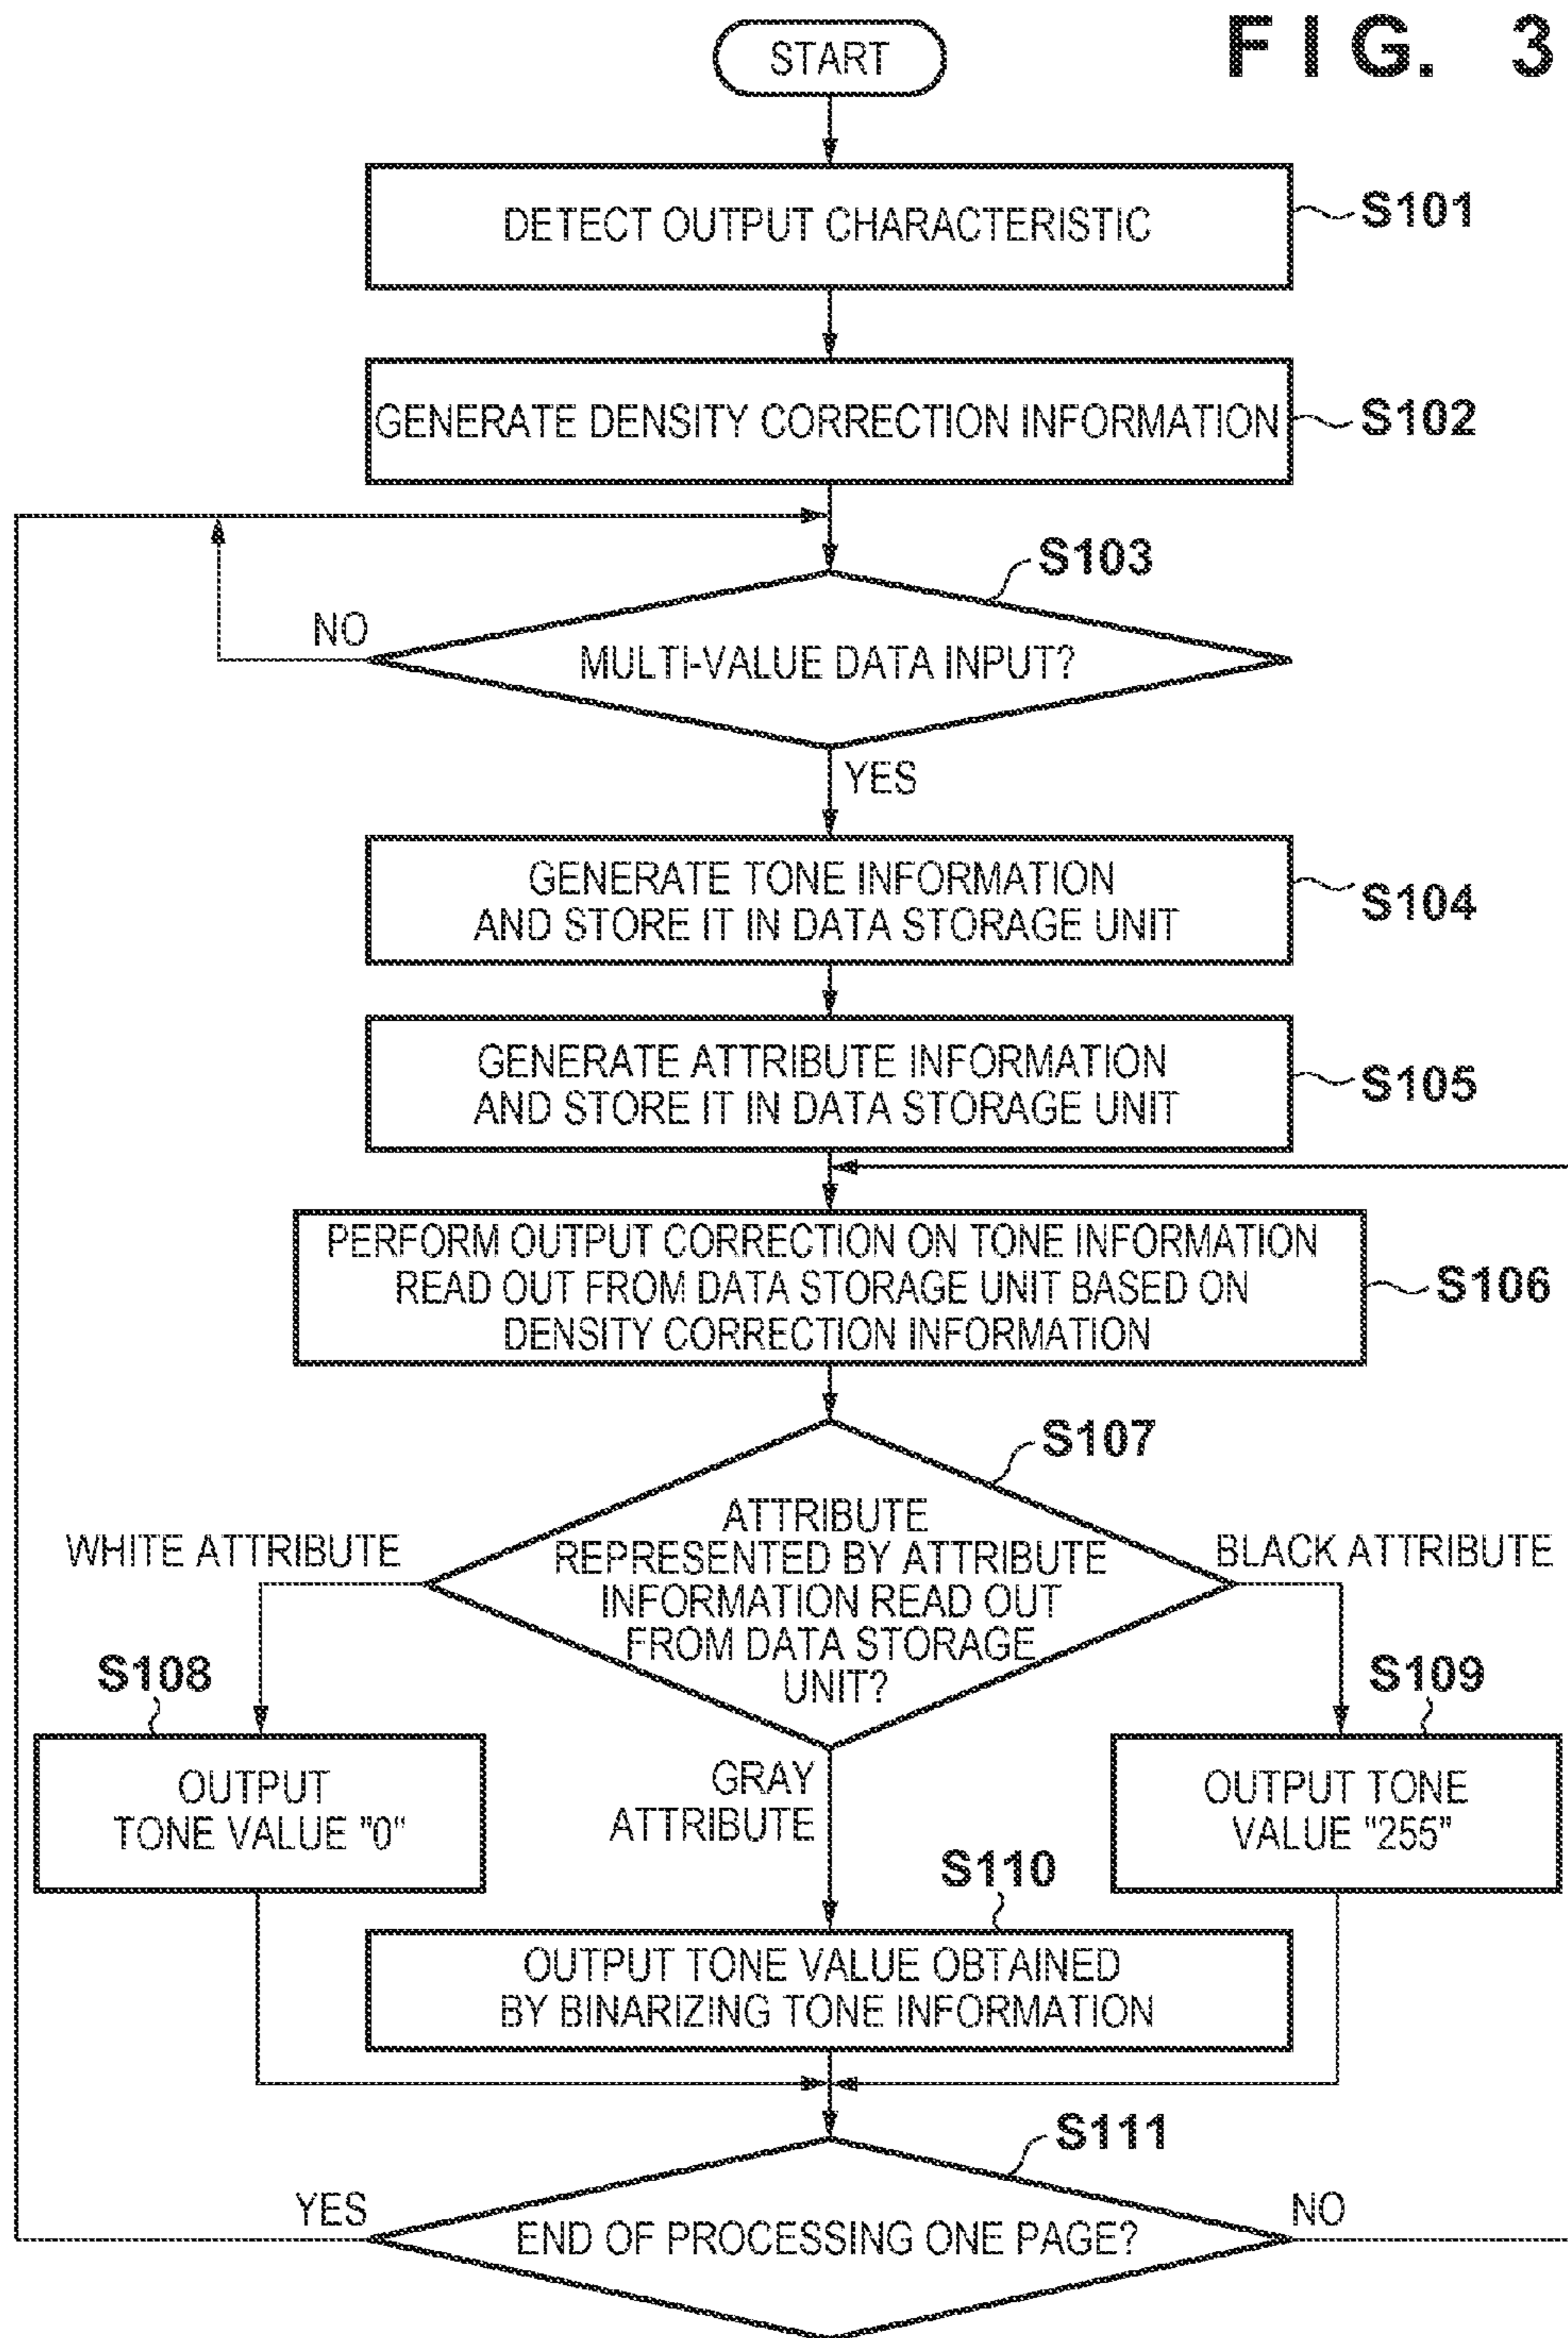 FIG. 3
START
DETECT OUTPUT CHARACTERISTIC
S101
GENERATE DENSITY CORRECTION INFORMATION
S102
S103
NO
MULTI-VALUE DATA INPUT?
YES
GENERATE TONE INFORMATION
AND STORE IT IN DATA STORAGE UNIT
S104
GENERATE ATTRIBUTE INFORMATION
AND STORE IT IN DATA STORAGE UNIT
S105
PERFORM OUTPUT CORRECTION ON TONE INFORMATION
READ OUT FROM DATA STORAGE UNIT BASED ON
DENSITY CORRECTION INFORMATION
S106
S107
ATTRIBUTE
REPRESENTED BY ATTRIBUTE
INFORMATION READ OUT
FROM DATA STORAGE
UNIT?
WHITE ATTRIBUTE
BLACK ATTRIBUTE
S108
OUTPUT
TONE VALUE "0"
GRAY
ATTRIBUTE
S109
OUTPUT TONE
VALUE "255"
S110
OUTPUT TONE VALUE OBTAINED
BY BINARIZING TONE INFORMATION
S111
YES
END OF PROCESSING ONE PAGE?
NO